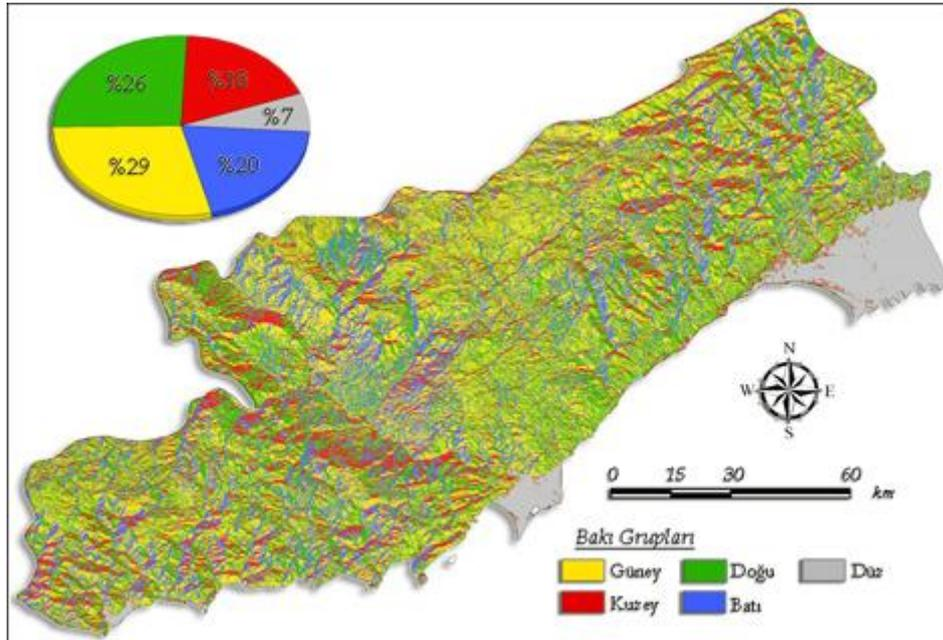 %26
%18
%7
%29
%20
N
W E
S
0 15 30 60
km
Bakı Grupları
Güney Doğu Düz
Kuzey Batı